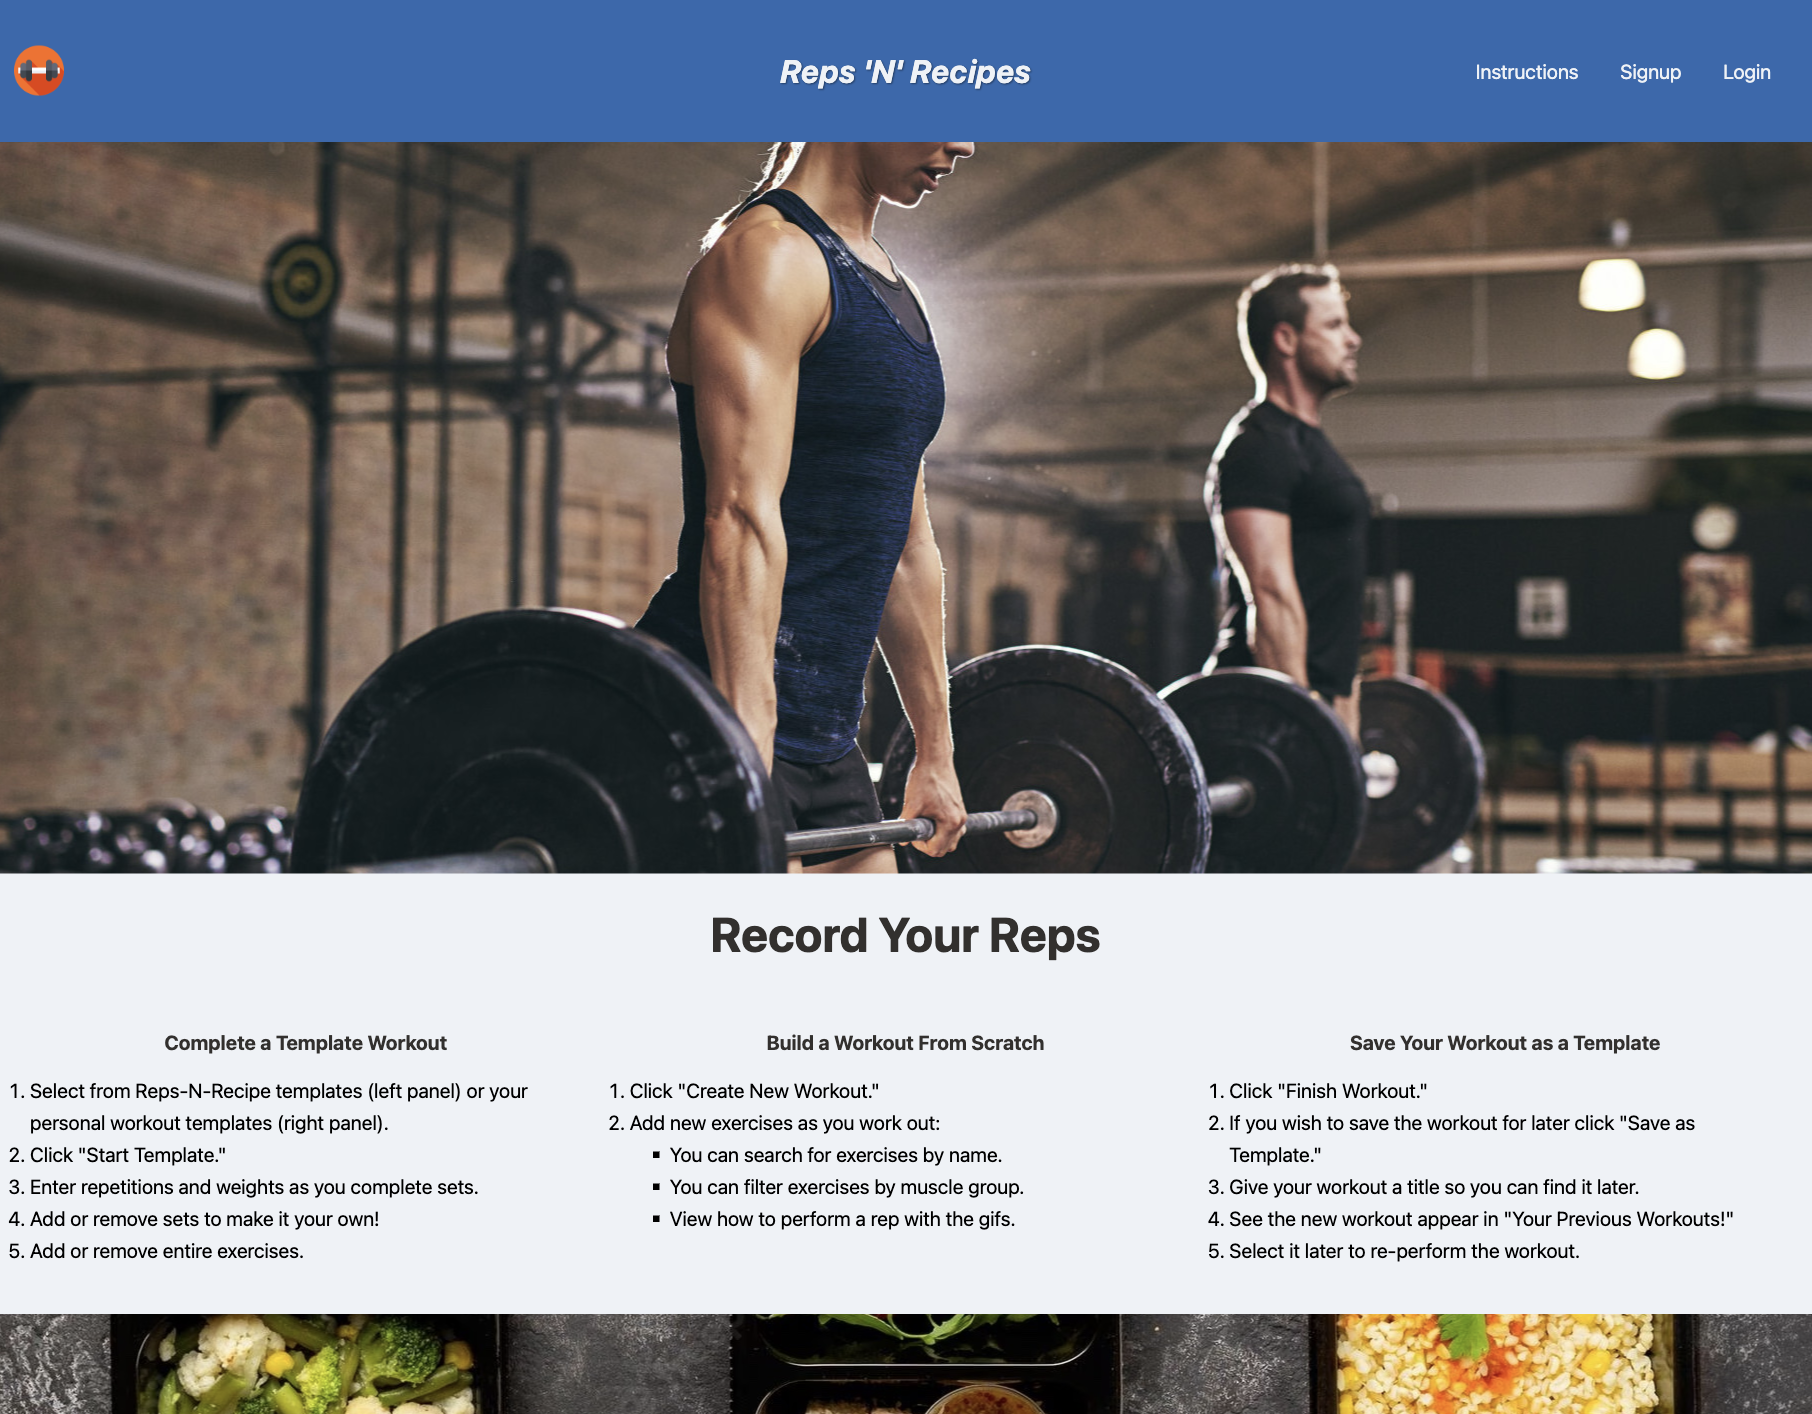 Reps 'N' Recipes
Instructions Signup Login
Record Your Reps
Complete a Template Workout
1. Select from Reps-N-Recipe templates (left panel) or your
personal workout templates (right panel).
2. Click "Start Template."
3. Enter repetitions and weights as you complete sets.
4. Add or remove sets to make it your own!
5. Add or remove entire exercises.
Build a Workout From Scratch
1. Click "Create New Workout."
2. Add new exercises as you work out:
▪ You can search for exercises by name.
▪ You can filter exercises by muscle group.
▪ View how to perform a rep with the gifs.
Save Your Workout as a Template
1. Click "Finish Workout."
2. If you wish to save the workout for later click "Save as
Template."
3. Give your workout a title so you can find it later.
4. See the new workout appear in "Your Previous Workouts!"
5. Select it later to re-perform the workout.